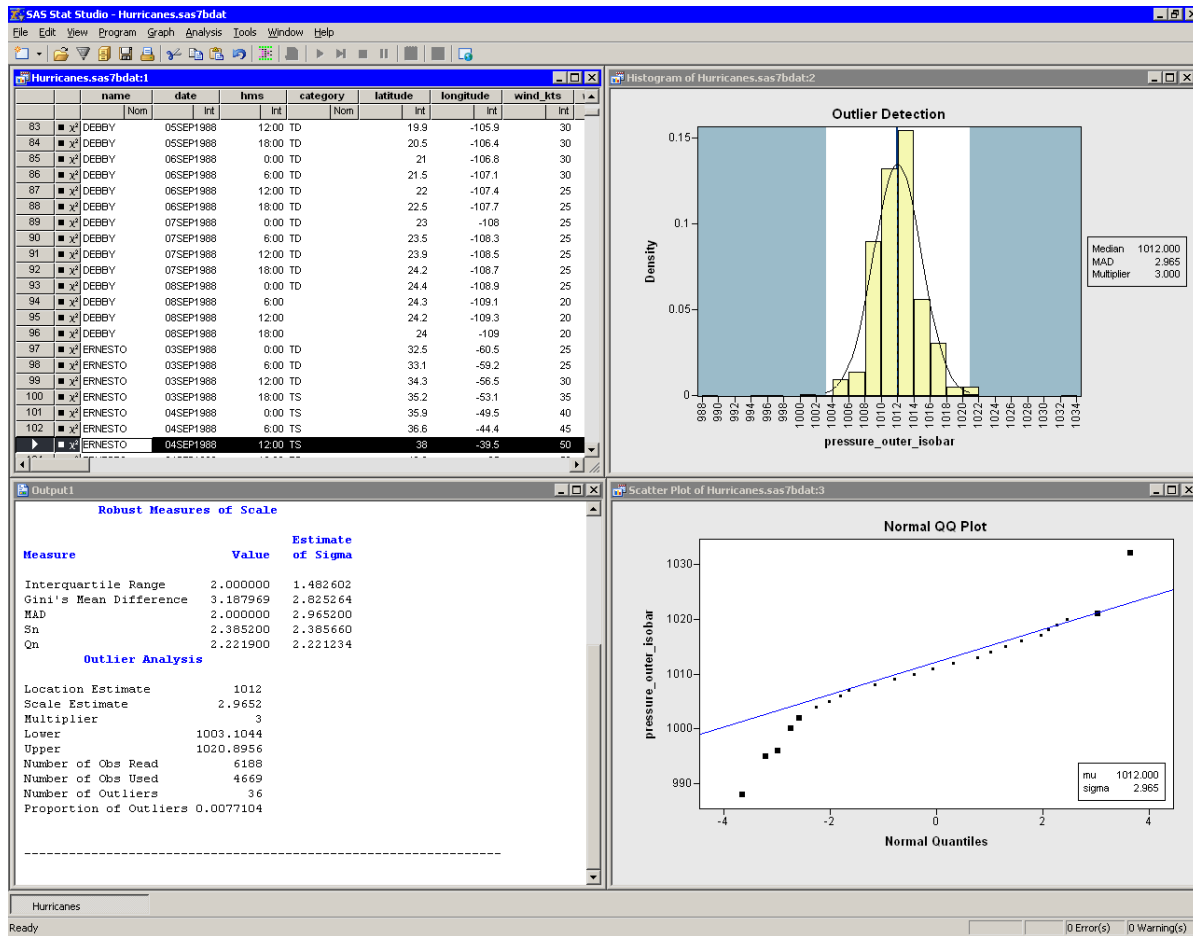 SAS Stat Studio - Hurricanes.sas7bdat
File Edit View Program Graph Analysis Tools Window Help
Hurricanes.sas7bdat:1
name date hms category latitude longitude wind_kts
Nom Int Int Nom Int Int Int
83 χ² DEBBY 05SEP1988 12:00 TD 19.9 -105.9 30
84 χ² DEBBY 05SEP1988 18:00 TD 20.5 -106.4 30
85 χ² DEBBY 06SEP1988 0:00 TD 21 -106.8 30
86 χ² DEBBY 06SEP1988 6:00 TD 21.5 -107.1 30
87 χ² DEBBY 06SEP1988 12:00 TD 22 -107.4 25
88 χ² DEBBY 06SEP1988 18:00 TD 22.5 -107.7 25
89 χ² DEBBY 07SEP1988 0:00 TD 23 -108 25
90 χ² DEBBY 07SEP1988 6:00 TD 23.5 -108.3 25
91 χ² DEBBY 07SEP1988 12:00 TD 23.9 -108.5 25
92 χ² DEBBY 07SEP1988 18:00 TD 24.2 -108.7 25
93 χ² DEBBY 08SEP1988 0:00 TD 24.4 -108.9 25
94 χ² DEBBY 08SEP1988 6:00 24.3 -109.1 20
95 χ² DEBBY 08SEP1988 12:00 24.2 -109.3 20
96 χ² DEBBY 08SEP1988 18:00 24 -109 20
97 χ² ERNESTO 03SEP1988 0:00 TD 32.5 -60.5 25
98 χ² ERNESTO 03SEP1988 6:00 TD 33.1 -59.2 25
99 χ² ERNESTO 03SEP1988 12:00 TD 34.3 -56.5 30
100 χ² ERNESTO 03SEP1988 18:00 TS 35.2 -53.1 35
101 χ² ERNESTO 04SEP1988 0:00 TS 35.9 -49.5 40
102 χ² ERNESTO 04SEP1988 6:00 TS 36.6 -44.4 45
χ² ERNESTO 04SEP1988 12:00 TS 38 -39.5 50
Histogram of Hurricanes.sas7bdat:2
Outlier Detection
Density
0.15
0.1
0.05
0
988 990 992 994 996 998 1000 1002 1004 1006 1008 1010 1012 1014 1016 1018 1020 1022 1024 1026 1028 1030 1032 1034
pressure_outer_isobar
Median 1012.000
MAD 2.965
Multiplier 3.000
Output1
Robust Measures of Scale
Estimate
Measure Value of Sigma
Interquartile Range 2.000000 1.482602
Gini's Mean Difference 3.187969 2.825264
MAD 2.000000 2.965200
Sn 2.385200 2.385660
Qn 2.221900 2.221234
Outlier Analysis
Location Estimate 1012
Scale Estimate 2.9652
Multiplier 3
Lower 1003.1044
Upper 1020.8956
Number of Obs Read 6188
Number of Obs Used 4669
Number of Outliers 36
Proportion of Outliers 0.0077104
Scatter Plot of Hurricanes.sas7bdat:3
Normal QQ Plot
pressure_outer_isobar
1030
1020
1010
1000
990
-4 -2 0 2 4
Normal Quantiles
mu 1012.000
sigma 2.965
Hurricanes
Ready
0 Error(s) 0 Warning(s)